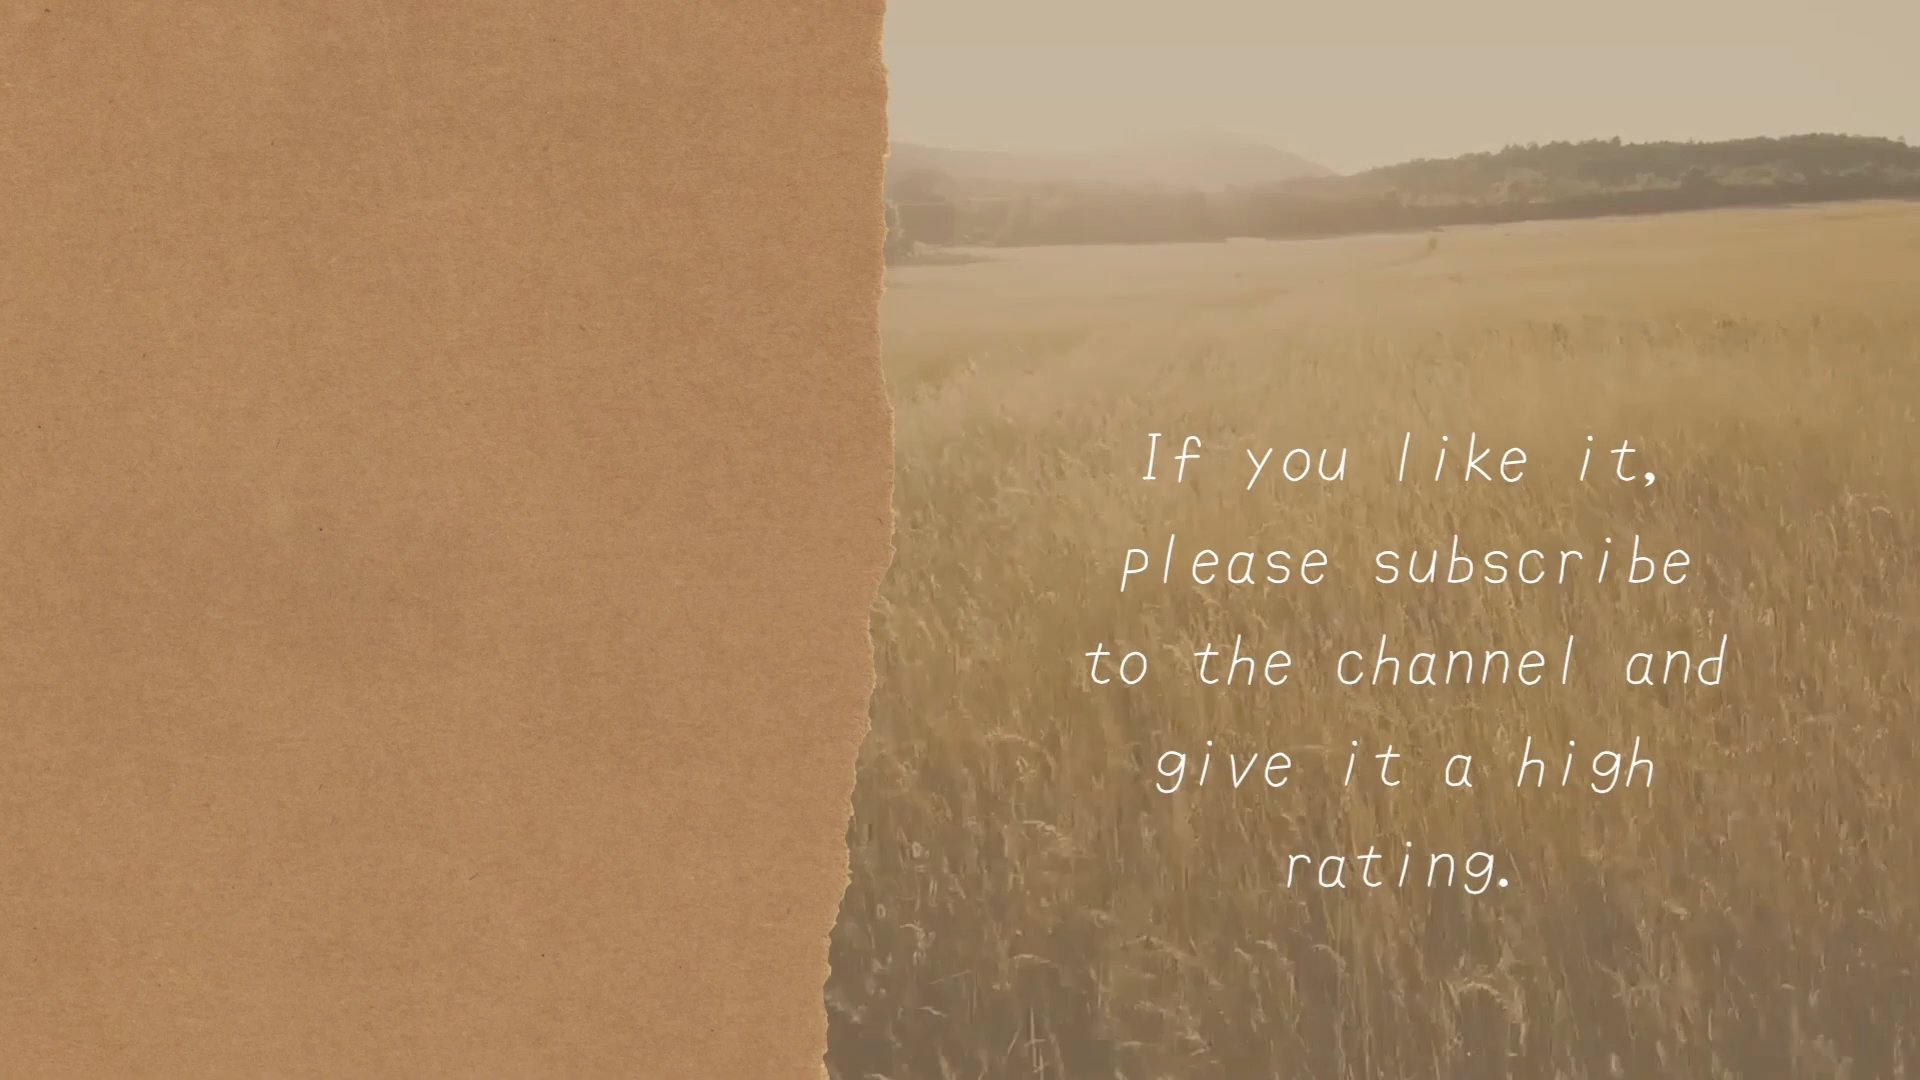 If you like it,
please subscribe
to the channel and
give it a high
rating.